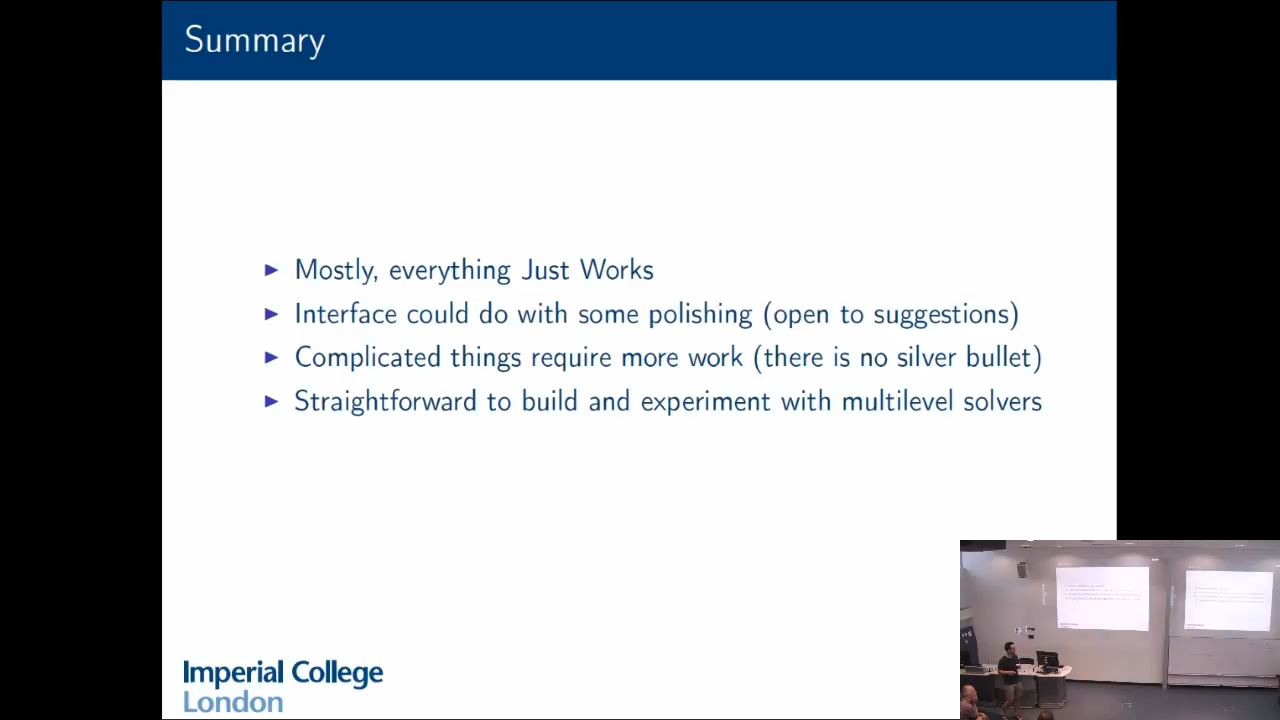 Summary
Mostly, everything Just Works
Interface could do with some polishing (open to suggestions)
Complicated things require more work (there is no silver bullet)
Straightforward to build and experiment with multilevel solvers
Imperial College
London